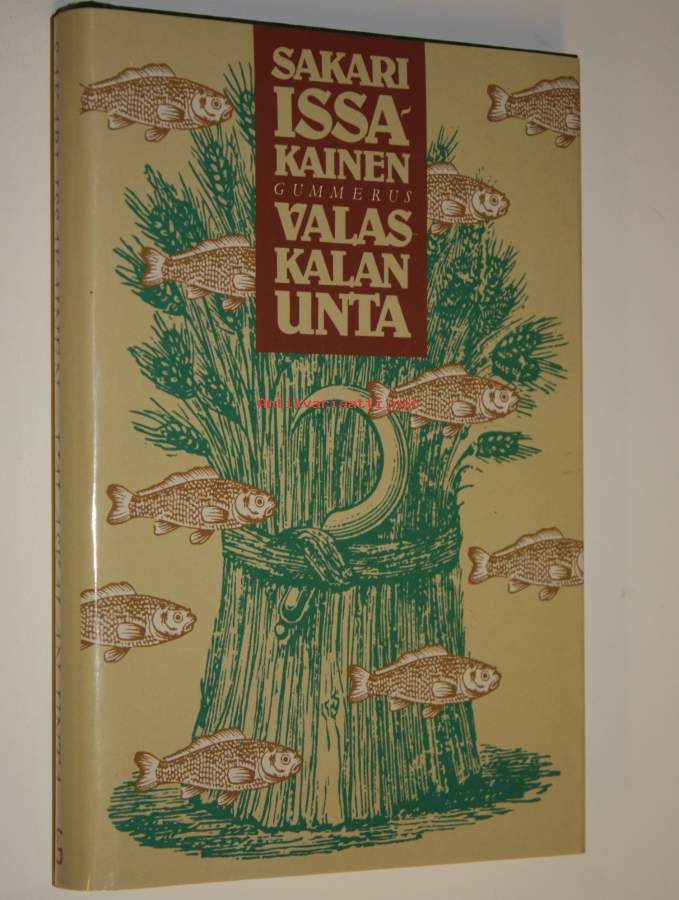 SAKARI
ISSA-
KAINEN
GUMMERUS
VALAS
KALAN
UNTA